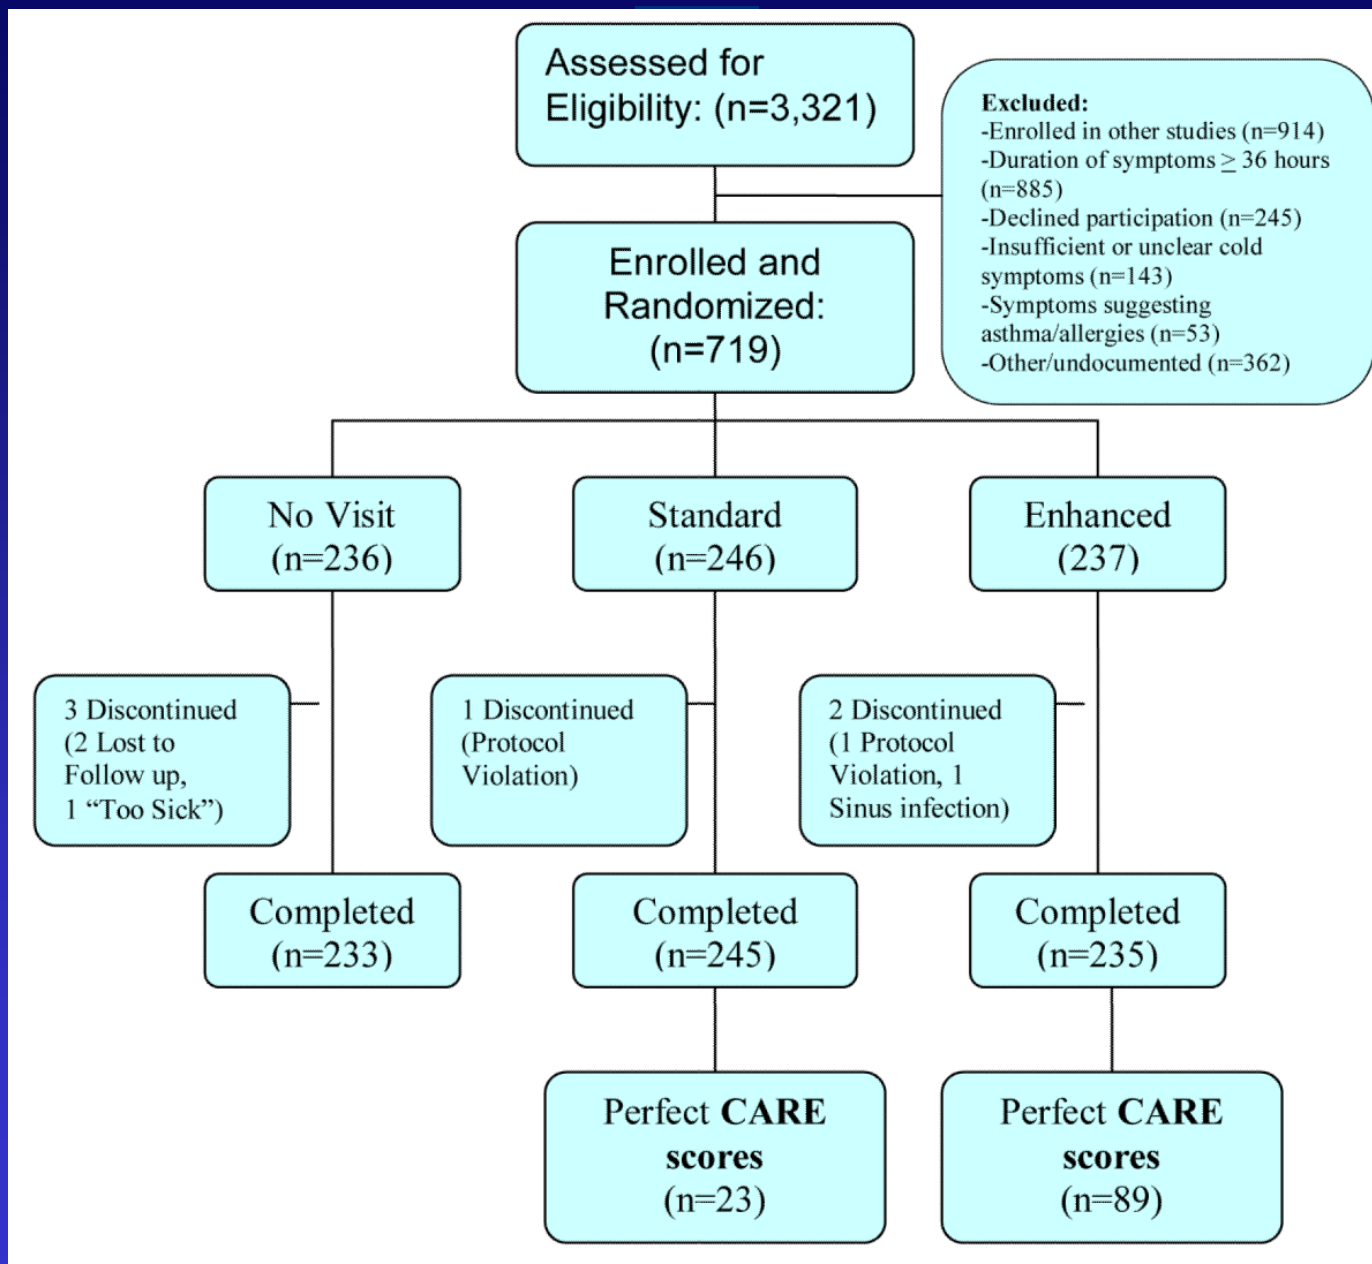 Assessed for
Eligibility: (n=3,321)
Excluded:
-Enrolled in other studies (n=914)
-Duration of symptoms ≥ 36 hours
(n=885)
-Declined participation (n=245)
-Insufficient or unclear cold
symptoms (n=143)
-Symptoms suggesting
asthma/allergies (n=53)
-Other/undocumented (n=362)
Enrolled and
Randomized:
(n=719)
No Visit
(n=236)
Standard
(n=246)
Enhanced
(237)
3 Discontinued
(2 Lost to
Follow up,
1 “Too Sick”)
1 Discontinued
(Protocol
Violation)
2 Discontinued
(1 Protocol
Violation, 1
Sinus infection)
Completed
(n=233)
Completed
(n=245)
Completed
(n=235)
Perfect CARE
scores
(n=23)
Perfect CARE
scores
(n=89)